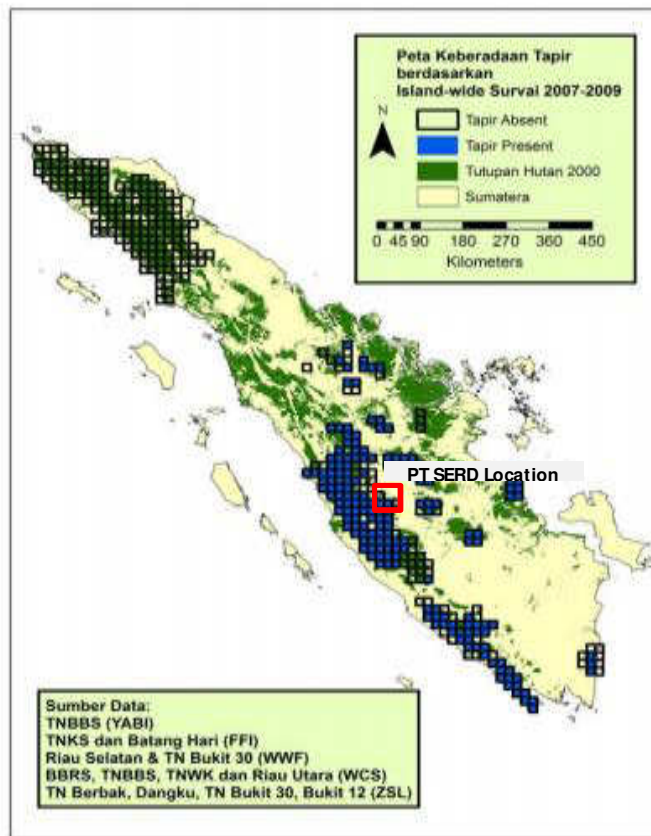 Peta Keberadaan Tapir
berdasarkan
Island-wide Survai 2007-2009
N
Tapir Absent
Tapir Present
Tutupan Hutan 2000
Sumatera
0 45 90 180 270 360 450
Kilometers
PT SERD Location
Sumber Data:
TNBBS (YABI)
TNKS dan Batang Hari (FFI)
Riau Selatan & TN Bukit 30 (WWF)
BBRS, TNBBS, TNWK dan Riau Utara (WCS)
TN Berbak, Dangku, TN Bukit 30, Bukit 12 (ZSL)